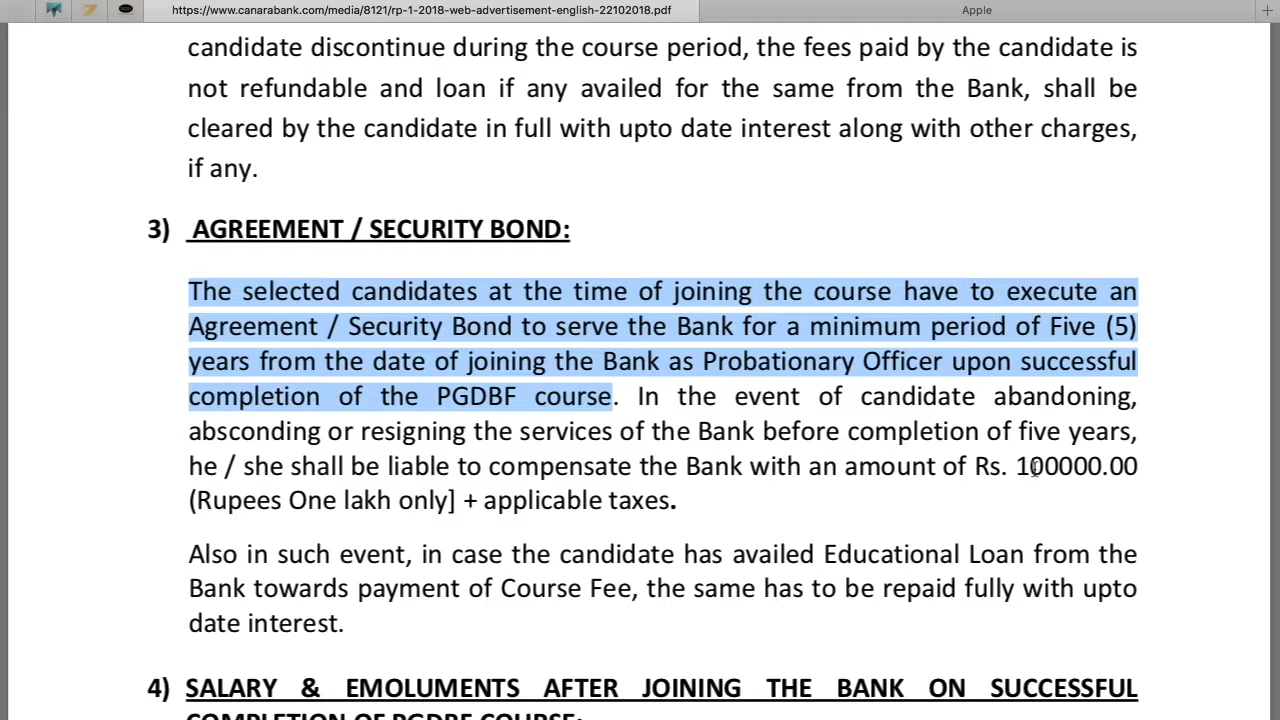 https://www.canarabank.com/media/8121/rp-1-2018-web-advertisement-english-22102018.pdf
Apple
candidate discontinue during the course period, the fees paid by the candidate is
not refundable and loan if any availed for the same from the Bank, shall be
cleared by the candidate in full with upto date interest along with other charges,
if any.
3) AGREEMENT / SECURITY BOND:
The selected candidates at the time of joining the course have to execute an
Agreement / Security Bond to serve the Bank for a minimum period of Five (5)
years from the date of joining the Bank as Probationary Officer upon successful
completion of the PGDBF course. In the event of candidate abandoning,
absconding or resigning the services of the Bank before completion of five years,
he / she shall be liable to compensate the Bank with an amount of Rs. 100000.00
(Rupees One lakh only] + applicable taxes.
Also in such event, in case the candidate has availed Educational Loan from the
Bank towards payment of Course Fee, the same has to be repaid fully with upto
date interest.
4) SALARY & EMOLUMENTS AFTER JOINING THE BANK ON SUCCESSFUL
COMPLETION OF PGDBF COURSE: